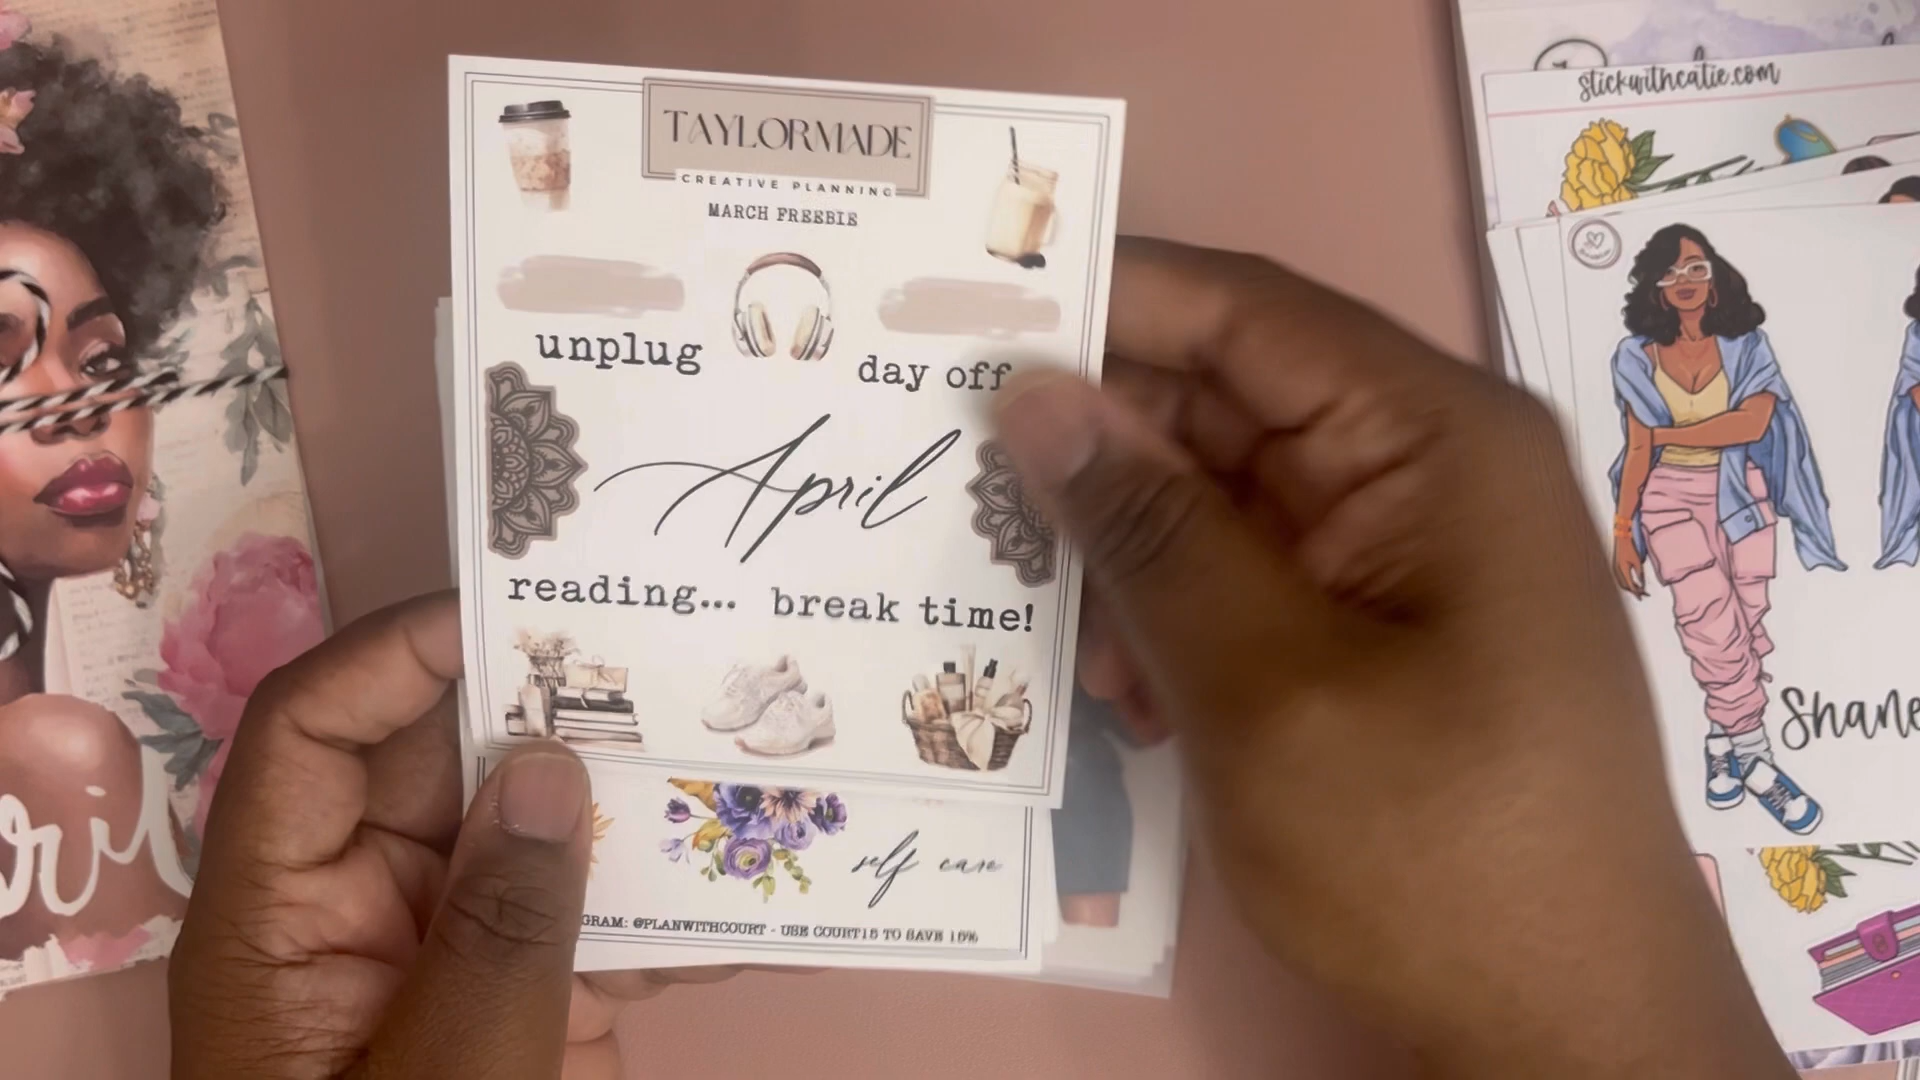 TAYLORMADE
CREATIVE PLANNING
MARCH FREEBIE
unplug
day off
April
reading...
break time!
self care
GRAM: @PLANWITHCOURT - USE COURT15 TO SAVE 15%
stickwithcatie.com
Shane
ril